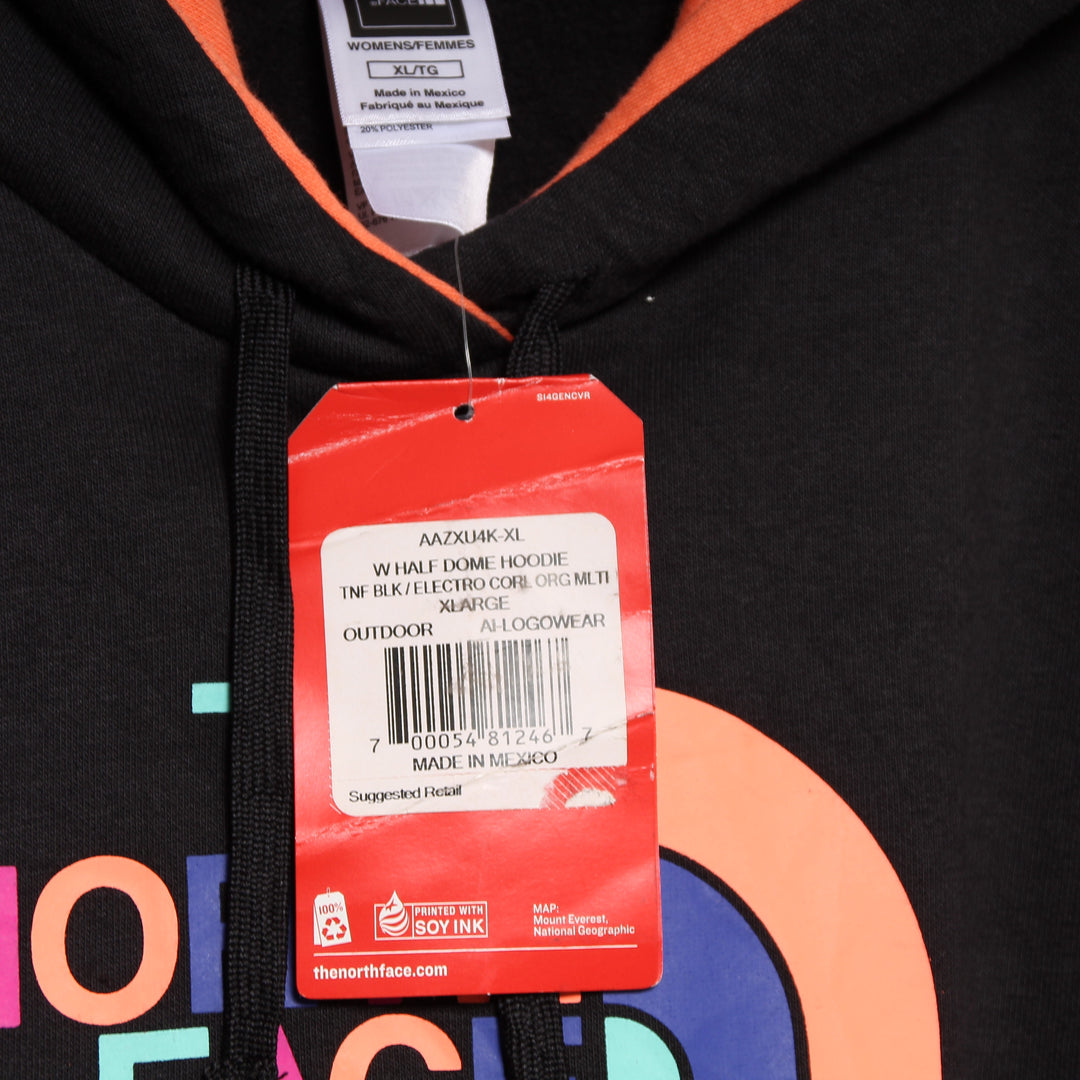 FACE
WOMENS/FEMMES
XL/TG
Made in Mexico
Fabriqué au Mexique
20% POLYESTER
SI4GENCVR
AAZXU4K-XL
W HALF DOME HOODIE
TNF BLK / ELECTRO CORL ORG MLTI
XLARGE
OUTDOOR AI-LOGOWEAR
7 00054 81246 7
MADE IN MEXICO
Suggested Retail
100%
PRINTED WITH
SOY INK
MAP:
Mount Everest,
National Geographic
thenorthface.com